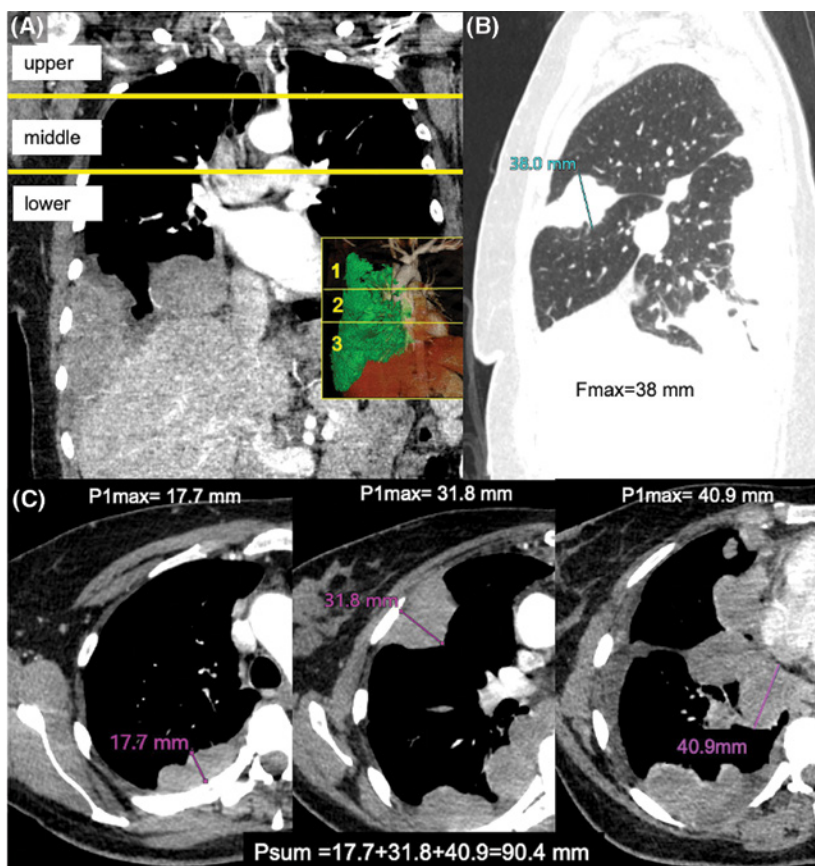 (A)
upper
middle
lower
1
2
3
(B)
38.0 mm
Fmax=38 mm
(C)
P1max= 17.7 mm
P1max= 31.8 mm
P1max= 40.9 mm
17.7 mm
31.8 mm
40.9mm
Psum =17.7+31.8+40.9=90.4 mm